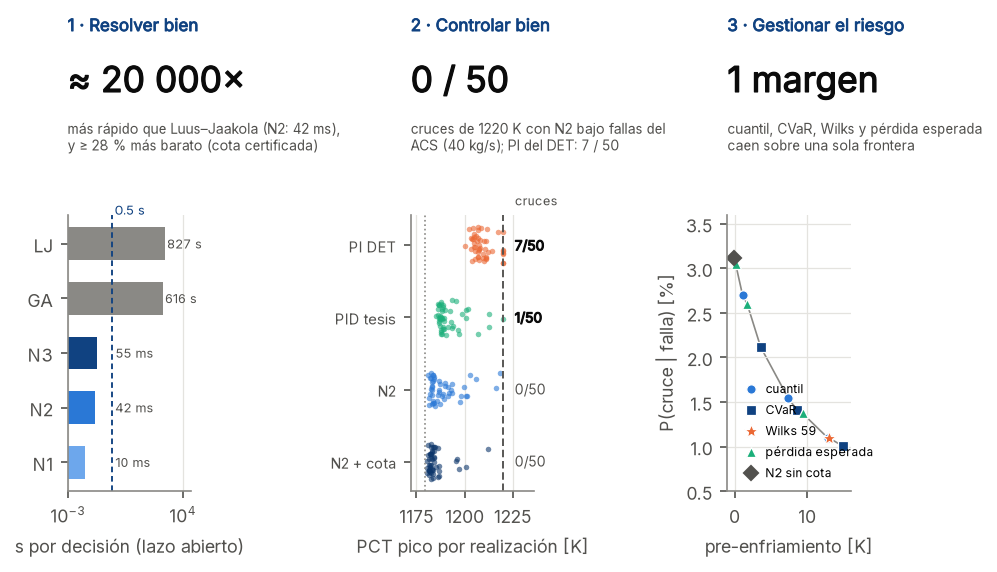 1 · Resolver bien
≈ 20 000×
más rápido que Luus–Jaakola (N2: 42 ms),
y ≥ 28 % más barato (cota certificada)
0.5 s
LJ
827 s
GA
616 s
N3
55 ms
N2
42 ms
N1
10 ms
10⁻³
10⁴
s por decisión (lazo abierto)
2 · Controlar bien
0 / 50
cruces de 1220 K con N2 bajo fallas del
ACS (40 kg/s); PI del DET: 7 / 50
cruces
PI DET
7/50
PID tesis
1/50
N2
0/50
N2 + cota
0/50
1175
1200
1225
PCT pico por realización [K]
3 · Gestionar el riesgo
1 margen
cuantil, CVaR, Wilks y pérdida esperada
caen sobre una sola frontera
P(cruce | falla) [%]
3.5
3.0
2.5
2.0
1.5
1.0
0.5
cuantil
CVaR
Wilks 59
pérdida esperada
N2 sin cota
0
10
pre-enfriamiento [K]